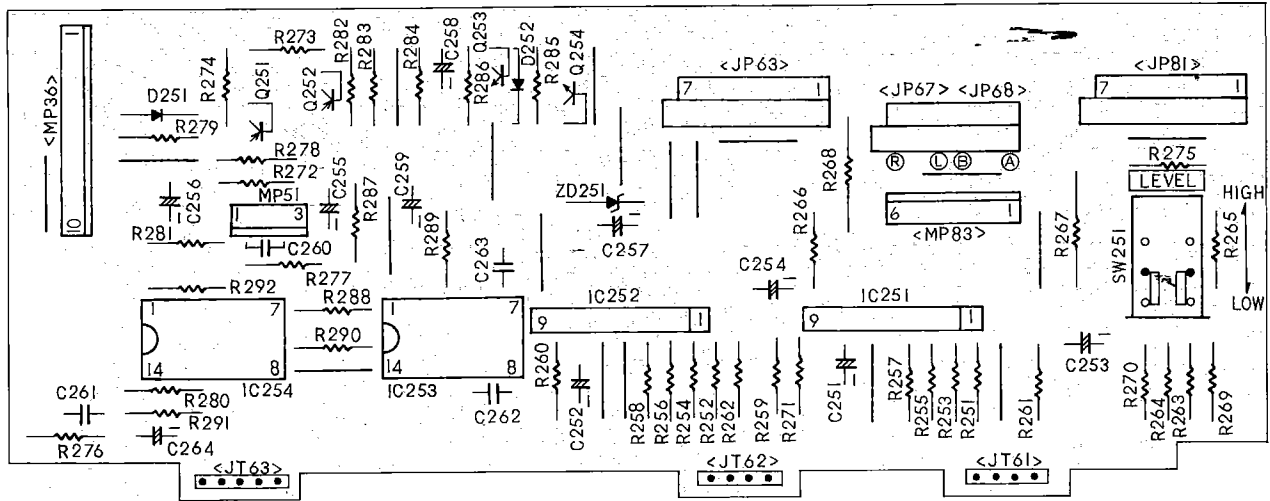 <MP36>
1
10
R274
R273
D251
R279
Q251
R278
R272
C256
MP51
1
3
R281
C260
R277
R292
Q252
R282
R283
R284
C258
R286
Q253
D252
R285
Q254
C255
R287
C259
R289
C263
ZD251
C257
<JP63>
7
1
<JP67>
<JP68>
R
L
B
A
6
1
<MP83>
R268
R266
C254
<JP81>
7
1
R275
LEVEL
SW251
HIGH
LOW
R267
R265
1
7
14
8
IC254
R288
R290
1
7
14
8
IC253
C262
IC252
9
1
IC251
9
1
C253
R280
R291
C261
R276
C264
R260
C252
R258
R256
R254
R252
R262
R259
R271
C251
R257
R255
R253
R251
R261
R270
R264
R263
R269
<JT63>
<JT62>
<JT61>